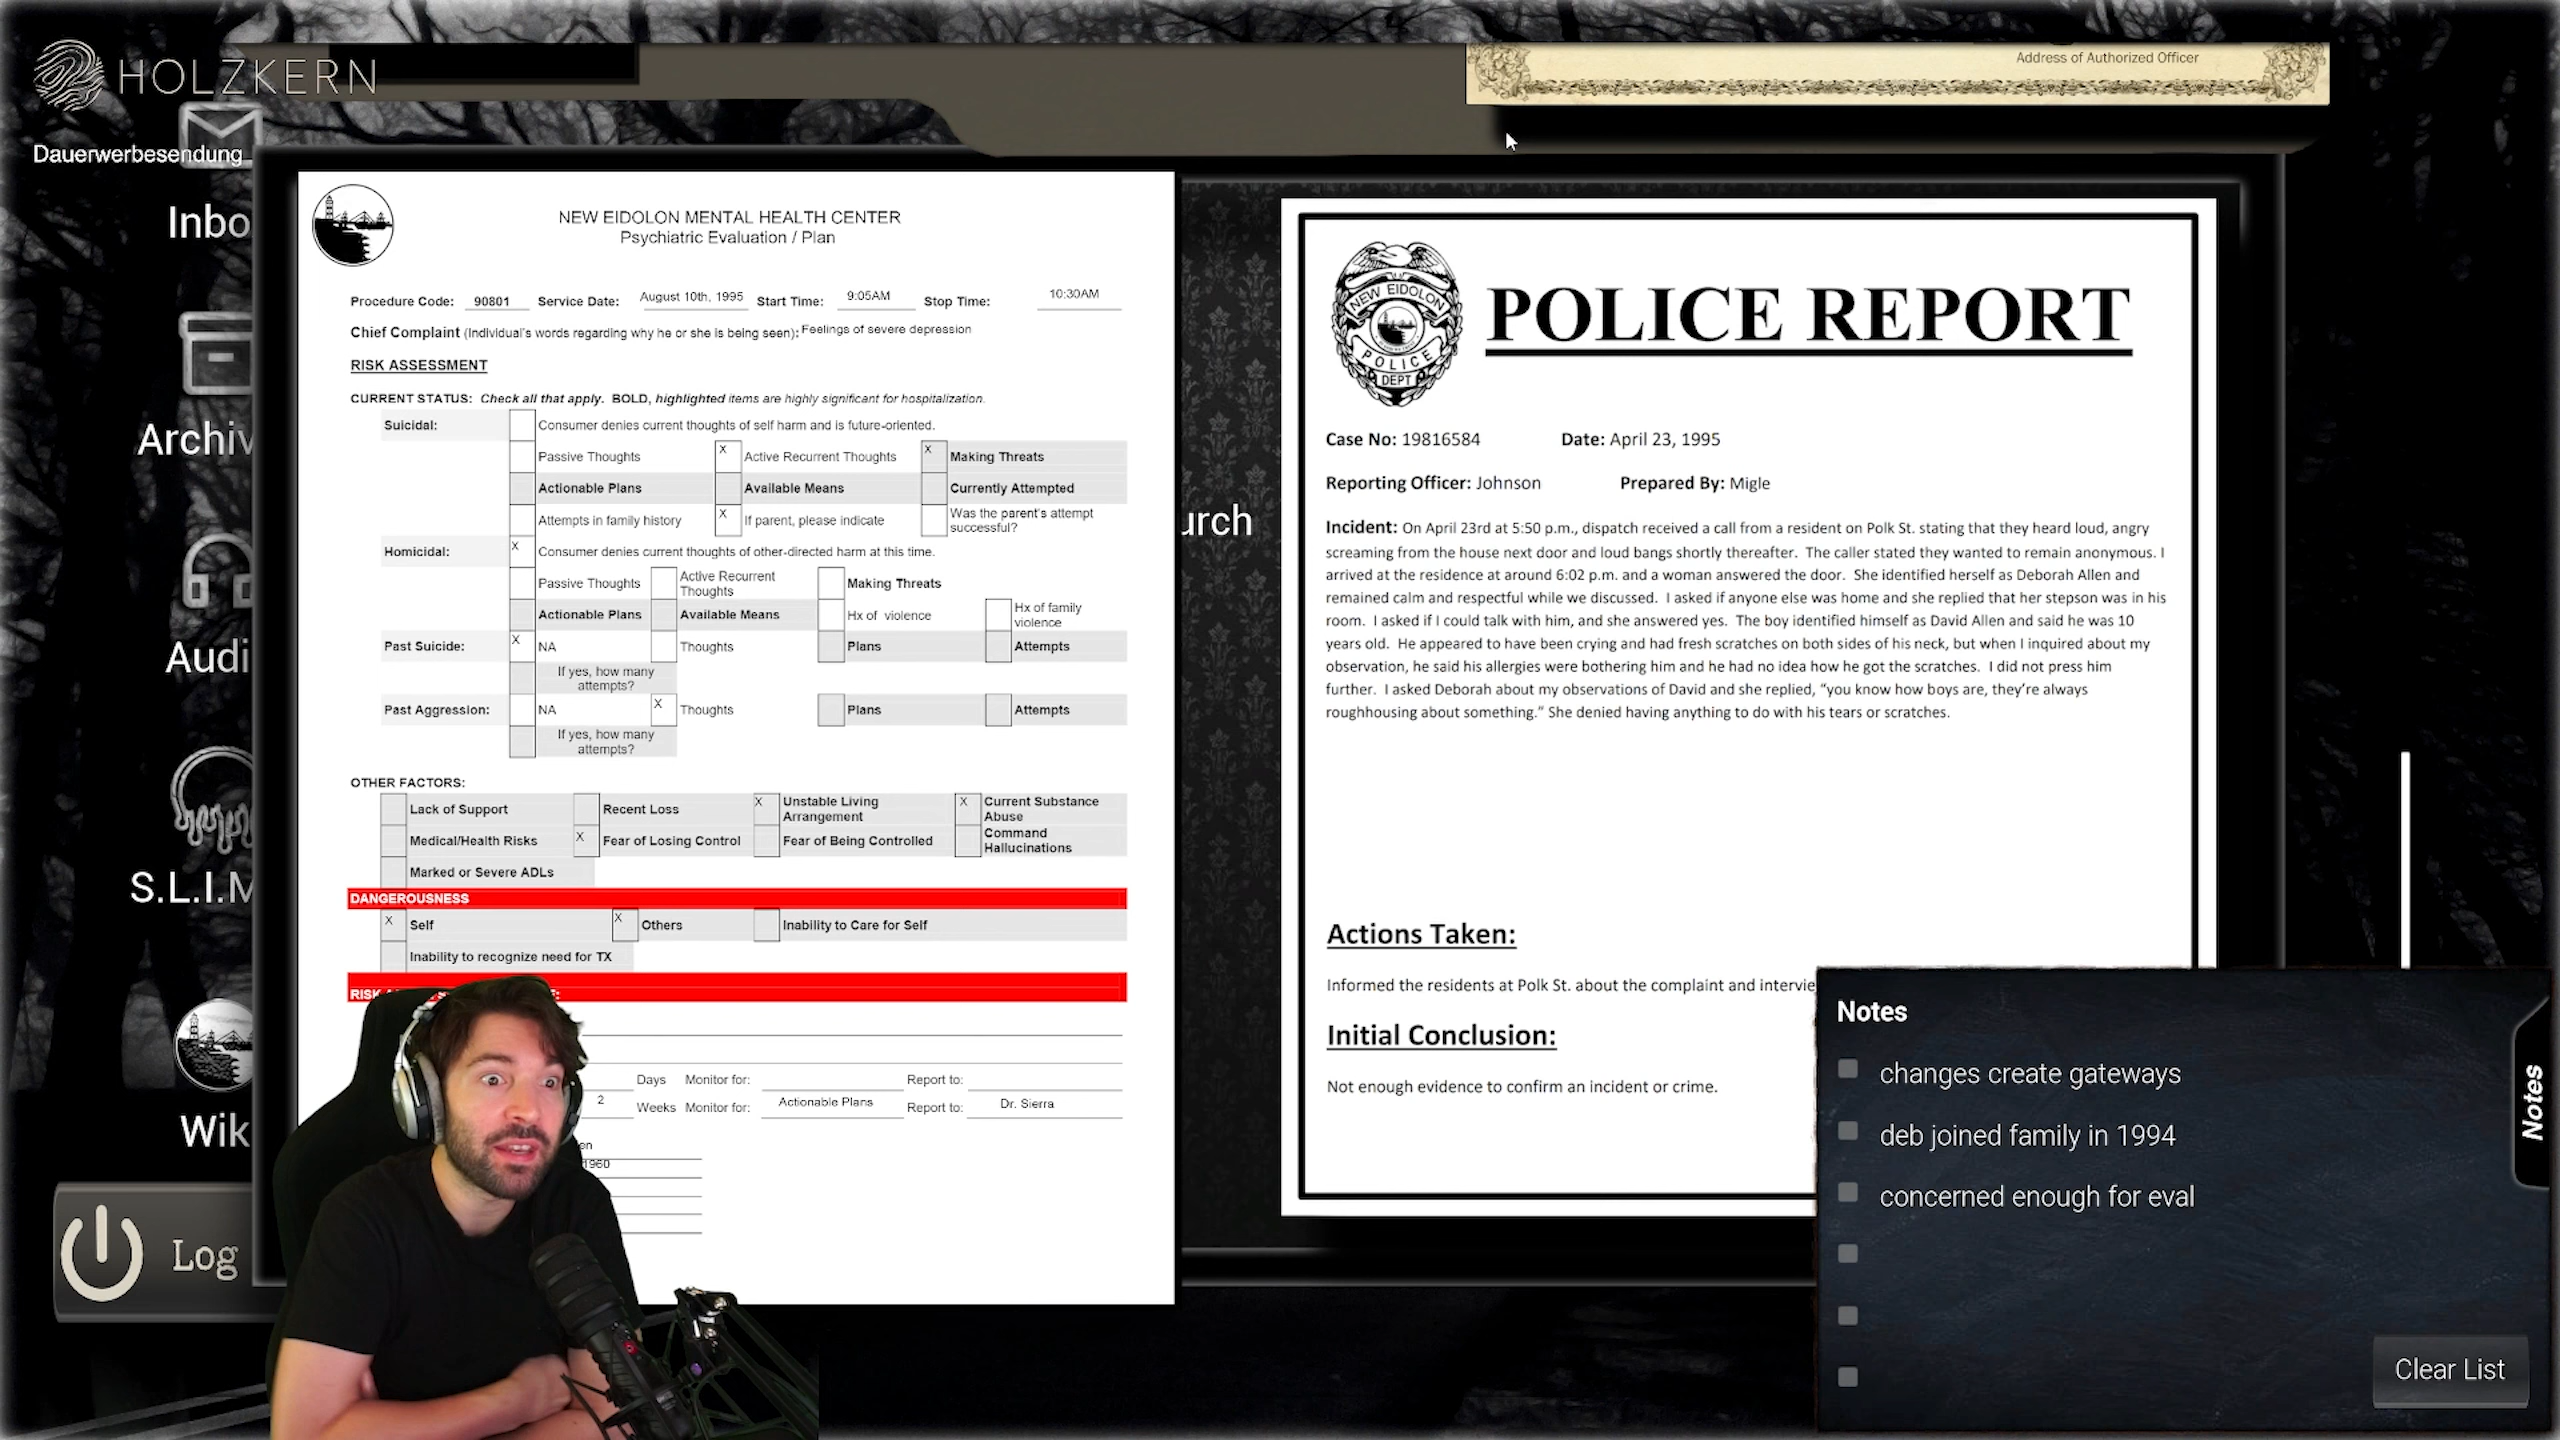 HOLZKERN
Dauerwerbesendung
Address of Authorized Officer
NEW EIDOLON MENTAL HEALTH CENTER
Psychiatric Evaluation / Plan
Procedure Code: 90801 Service Date: August 10th, 1995 Start Time: 9:05AM Stop Time: 10:30AM
Chief Complaint (Individual's words regarding why he or she is being seen): Feelings of severe depression
RISK ASSESSMENT
CURRENT STATUS: Check all that apply. BOLD, highlighted items are highly significant for hospitalization.
Suicidal: Consumer denies current thoughts of self harm and is future-oriented.
Passive Thoughts X Active Recurrent Thoughts X Making Threats
Actionable Plans Available Means Currently Attempted
Attempts in family history X If parent, please indicate Was the parent's attempt
successful?
Homicidal: X Consumer denies current thoughts of other-directed harm at this time.
Passive Thoughts Active Recurrent
Thoughts Making Threats
Actionable Plans Available Means Hx of violence Hx of family
violence
Past Suicide: X NA Thoughts Plans Attempts
If yes, how many
attempts?
Past Aggression: NA X Thoughts Plans Attempts
If yes, how many
attempts?
OTHER FACTORS:
Lack of Support Recent Loss X Unstable Living
Arrangement X Current Substance
Abuse
Medical/Health Risks X Fear of Losing Control Fear of Being Controlled Command
Hallucinations
Marked or Severe ADLs
DANGEROUSNESS
X Self X Others Inability to Care for Self
Inability to recognize need for TX
RISK
Days Monitor for: Report to:
2 Weeks Monitor for: Actionable Plans Report to: Dr. Sierra
en
1960
NEW EIDOLON
POLICE
DEPT
POLICE REPORT
Case No: 19816584 Date: April 23, 1995
Reporting Officer: Johnson Prepared By: Migle
Incident: On April 23rd at 5:50 p.m., dispatch received a call from a resident on Polk St. stating that they heard loud, angry
screaming from the house next door and loud bangs shortly thereafter. The caller stated they wanted to remain anonymous. I
arrived at the residence at around 6:02 p.m. and a woman answered the door. She identified herself as Deborah Allen and
remained calm and respectful while we discussed. I asked if anyone else was home and she replied that her stepson was in his
room. I asked if I could talk with him, and she answered yes. The boy identified himself as David Allen and said he was 10
years old. He appeared to have been crying and had fresh scratches on both sides of his neck, but when I inquired about my
observation, he said his allergies were bothering him and he had no idea how he got the scratches. I did not press him
further. I asked Deborah about my observations of David and she replied, “you know how boys are, they’re always
roughhousing about something.” She denied having anything to do with his tears or scratches.
Actions Taken:
Informed the residents at Polk St. about the complaint and intervie
Initial Conclusion:
Not enough evidence to confirm an incident or crime.
Inbo
Archiv
Audi
S.L.I.M
Wik
Log
urch
Notes
changes create gateways
deb joined family in 1994
concerned enough for eval
Notes
Clear List